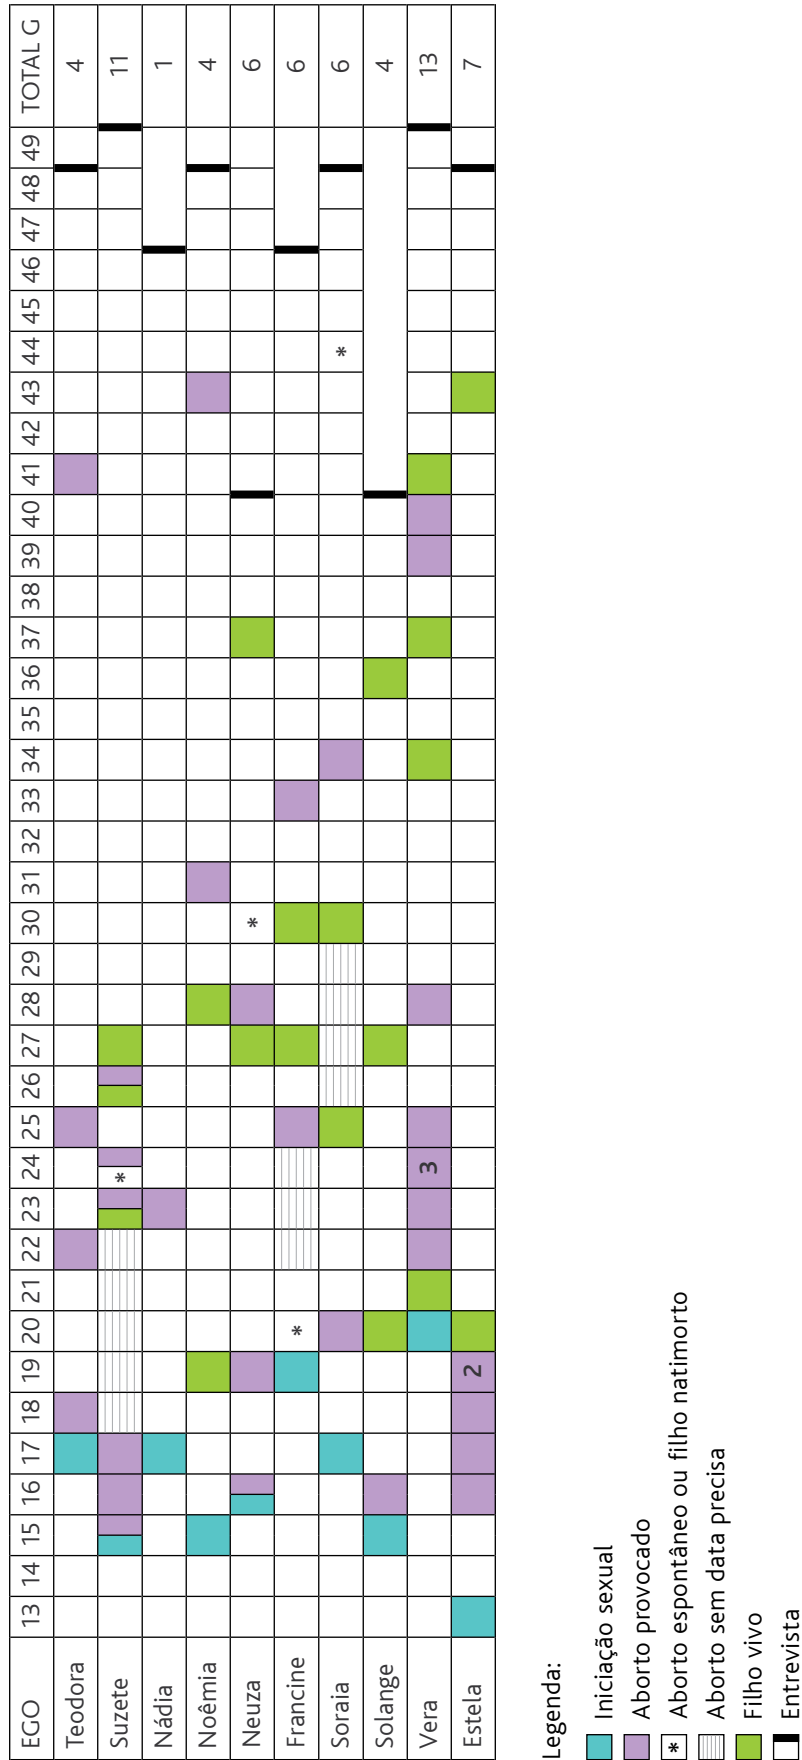 EGO 13 14 15 16 17 18 19 20 21 22 23 24 25 26 27 28 29 30 31 32 33 34 35 36 37 38 39 40 41 42 43 44 45 46 47 48 49 TOTAL G
Teodora 4
Suzete * 11
Nádia 1
Noêmia 4
Neuza * 6
Francine * 6
Soraia * 6
Solange 4
Vera 3 13
Estela 2 7
Legenda:
Iniciação sexual
Aborto provocado
* Aborto espontâneo ou filho natimorto
Aborto sem data precisa
Filho vivo
Entrevista